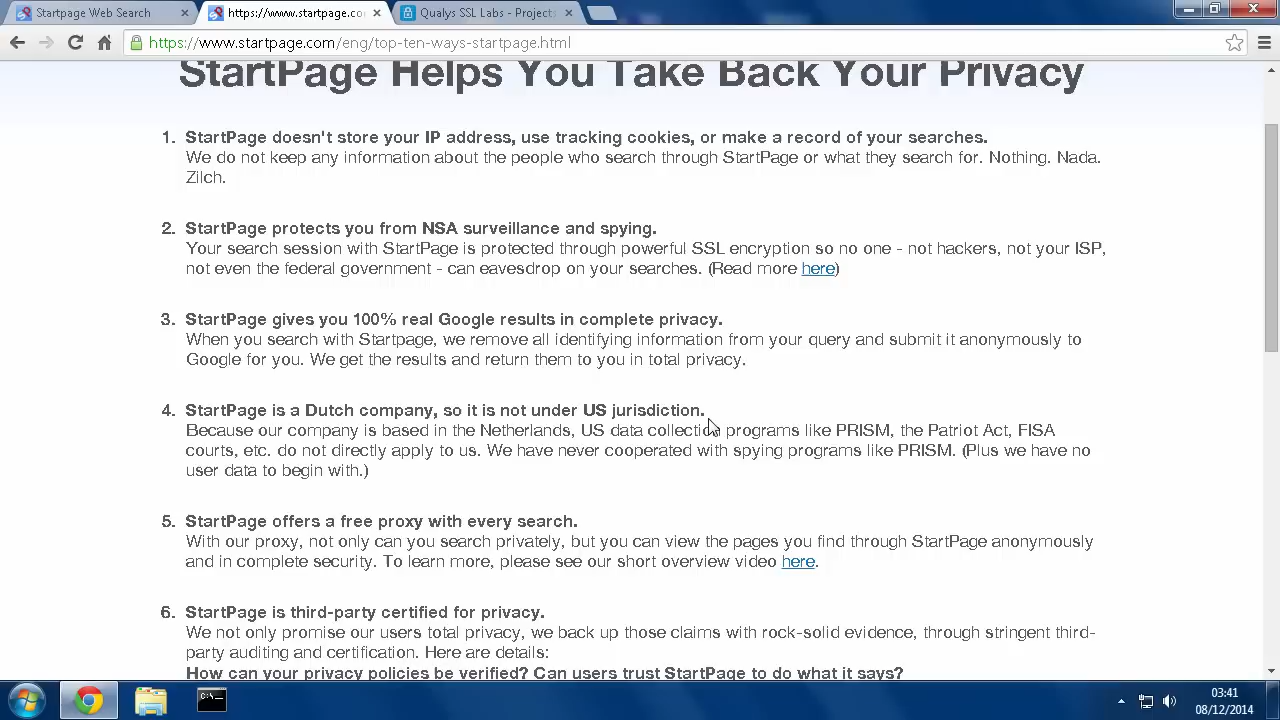 Startpage Web Search
https://www.startpage.co
Qualys SSL Labs - Projects
https://www.startpage.com/eng/top-ten-ways-startpage.htm
StartPage Helps You Take Back Your Privacy
1. StartPage doesn't store your IP address, use tracking cookies, or make a record of your searches.
We do not keep any information about the people who search through StartPage or what they search for. Nothing. Nada.
Zilch.
2. StartPage protects you from NSA surveillance and spying.
Your search session with StartPage is protected through powerful SSL encryption so no one - not hackers, not your ISP,
not even the federal government - can eavesdrop on your searches. (Read more here)
3. StartPage gives you 100% real Google results in complete privacy.
When you search with Startpage, we remove all identifying information from your query and submit it anonymously to
Google for you. We get the results and return them to you in total privacy.
4. StartPage is a Dutch company, so it is not under US jurisdiction.
Because our company is based in the Netherlands, US data collection programs like PRISM, the Patriot Act, FISA
courts, etc. do not directly apply to us. We have never cooperated with spying programs like PRISM. (Plus we have no
user data to begin with.)
5. StartPage offers a free proxy with every search.
With our proxy, not only can you search privately, but you can view the pages you find through StartPage anonymously
and in complete security. To learn more, please see our short overview video here.
6. StartPage is third-party certified for privacy.
We not only promise our users total privacy, we back up those claims with rock-solid evidence, through stringent third-
party auditing and certification. Here are details:
How can your privacy policies be verified? Can users trust StartPage to do what it says?
C:\_
03:41
08/12/2014